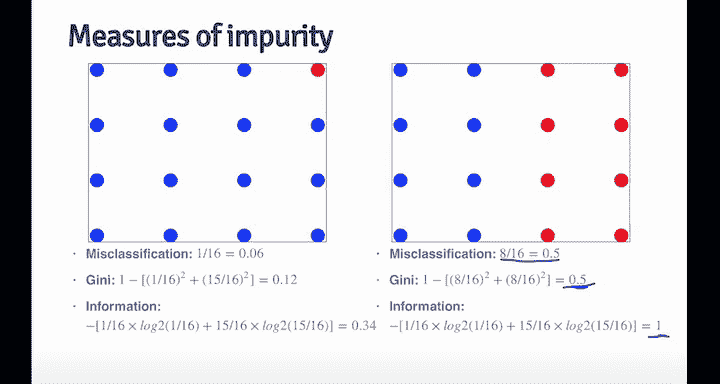 Measures of impurity
· Misclassification: 1/16 = 0.06
· Gini: 1 − [(1/16)² + (15/16)²] = 0.12
· Information:
−[1/16 × log2(1/16) + 15/16 × log2(15/16)] = 0.34
· Misclassification: 8/16 = 0.5
· Gini: 1 − [(8/16)² + (8/16)²] = 0.5
· Information:
−[1/16 × log2(1/16) + 15/16 × log2(15/16)] = 1